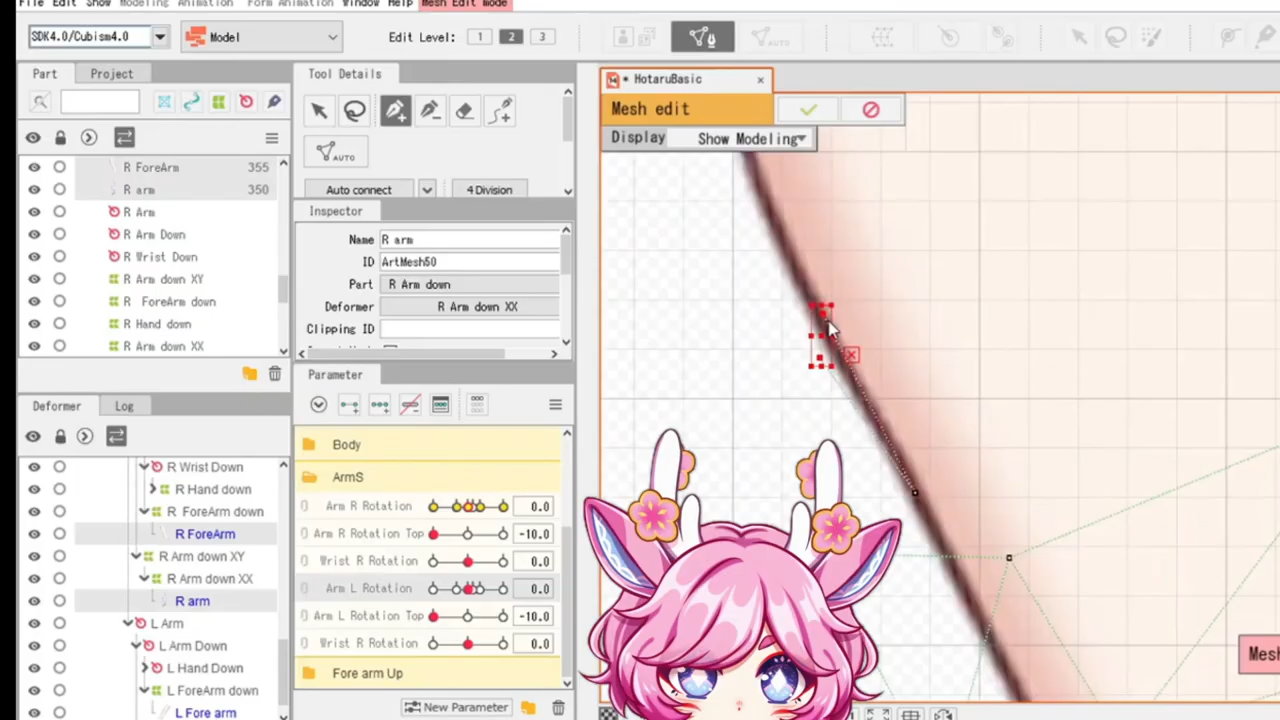 File Edit Show Modeling Animation Form Animation Window Help Mesh Edit mode
SDK4.0/Cubism4.0 Model Edit Level: 1 2 3 AUTO
Part Project
Tool Details
* HotaruBasic ×
Mesh edit
Display Show Modeling
AUTO
Auto connect 4 Division
R ForeArm 355
R arm 350
R Arm
R Arm Down
R Wrist Down
R Arm down XY
R ForeArm down
R Hand down
R Arm down XX
Inspector
Name R arm
ID ArtMesh50
Part R Arm down
Deformer R Arm down XX
Clipping ID
Parameter
Body
ArmS
Arm R Rotation 0.0
Arm R Rotation Top -10.0
Wrist R Rotation 0.0
Arm L Rotation 0.0
Arm L Rotation Top -10.0
Wrist R Rotation 0.0
Fore arm Up
New Parameter
Deformer Log
R Wrist Down
R Hand down
R ForeArm down
R ForeArm
R Arm down XY
R Arm down XX
R arm
L Arm
L Arm Down
L Hand Down
L ForeArm down
L Fore arm